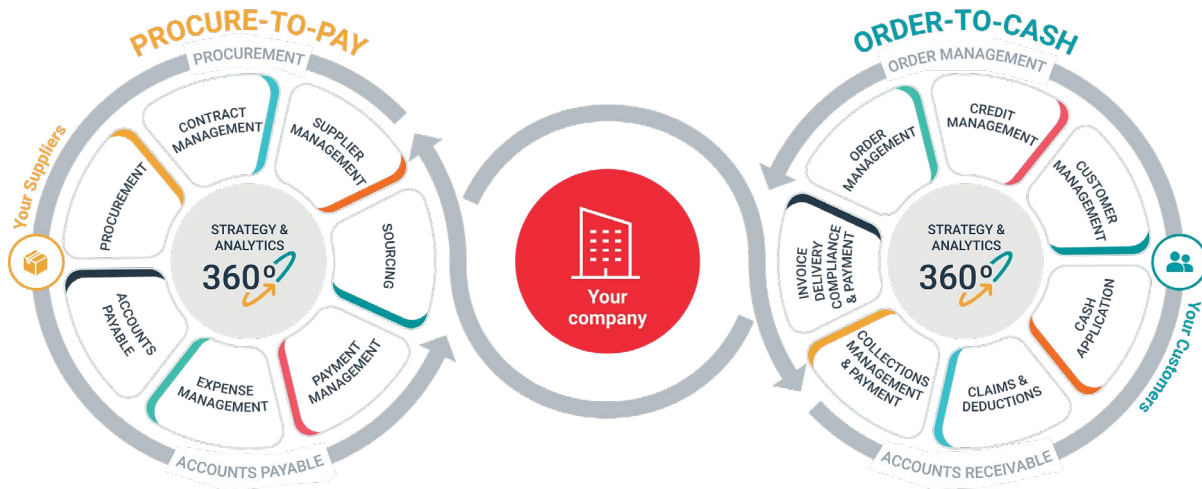 PROCURE-TO-PAY
PROCUREMENT
Your Suppliers
CONTRACT
MANAGEMENT
SUPPLIER
MANAGEMENT
PROCUREMENT
SOURCING
STRATEGY &
ANALYTICS
360º
ACCOUNTS
PAYABLE
EXPENSE
MANAGEMENT
PAYMENT
MANAGEMENT
ACCOUNTS PAYABLE
Your
company
ORDER-TO-CASH
ORDER MANAGEMENT
ORDER
MANAGEMENT
CREDIT
MANAGEMENT
CUSTOMER
MANAGEMENT
INVOICE
DELIVERY
COMPLIANCE
& PAYMENT
STRATEGY &
ANALYTICS
360º
CASH
APPLICATION
COLLECTIONS
MANAGEMENT
& PAYMENT
CLAIMS &
DEDUCTIONS
Your Customers
ACCOUNTS RECEIVABLE